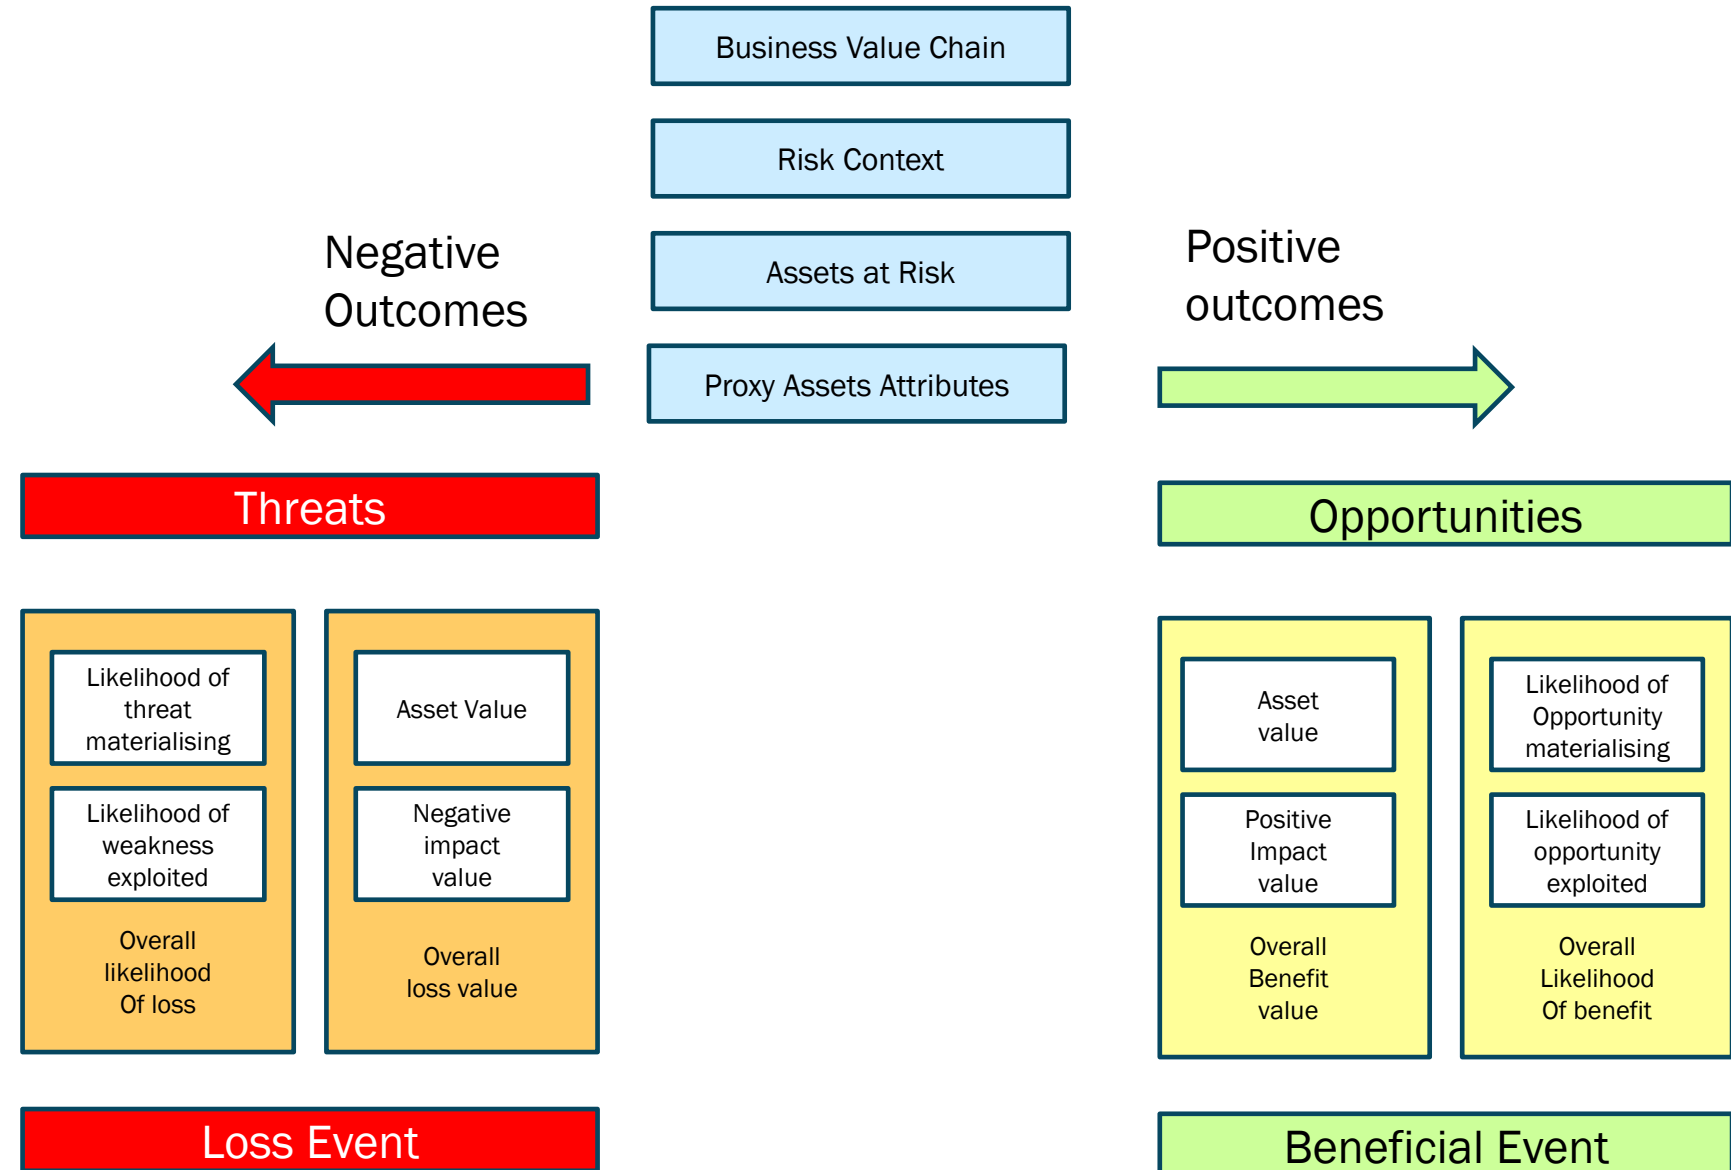 Business Value Chain
Risk Context
Negative
Outcomes
Assets at Risk
Positive
outcomes
Proxy Assets Attributes
Threats
Opportunities
Likelihood of
threat
materialising
Likelihood of
weakness
exploited
Overall
likelihood
Of loss
Asset Value
Negative
impact
value
Overall
loss value
Asset
value
Positive
Impact
value
Overall
Benefit
value
Likelihood of
Opportunity
materialising
Likelihood of
opportunity
exploited
Overall
Likelihood
Of benefit
Loss Event
Beneficial Event